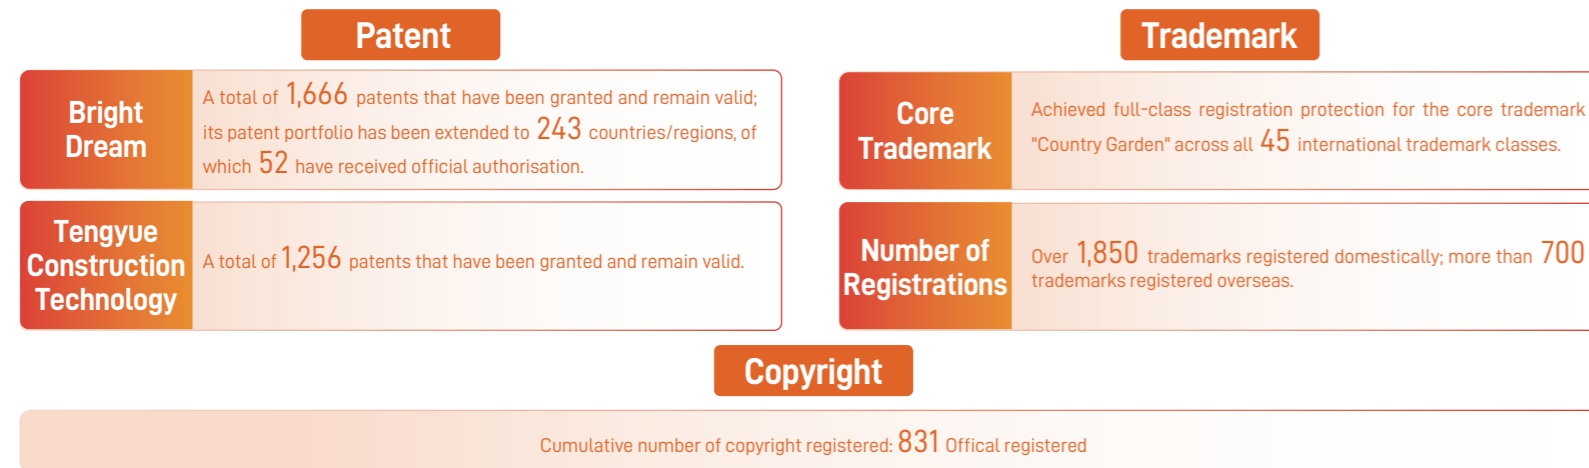 Patent
Bright
Dream
A total of 1,666 patents that have been granted and remain valid;
its patent portfolio has been extended to 243 countries/regions, of
which 52 have received official authorisation.
Tengyue
Construction
Technology
A total of 1,256 patents that have been granted and remain valid.
Trademark
Core
Trademark
Achieved full-class registration protection for the core trademark
"Country Garden" across all 45 international trademark classes.
Number of
Registrations
Over 1,850 trademarks registered domestically; more than 700
trademarks registered overseas.
Copyright
Cumulative number of copyright registered: 831 Offical registered